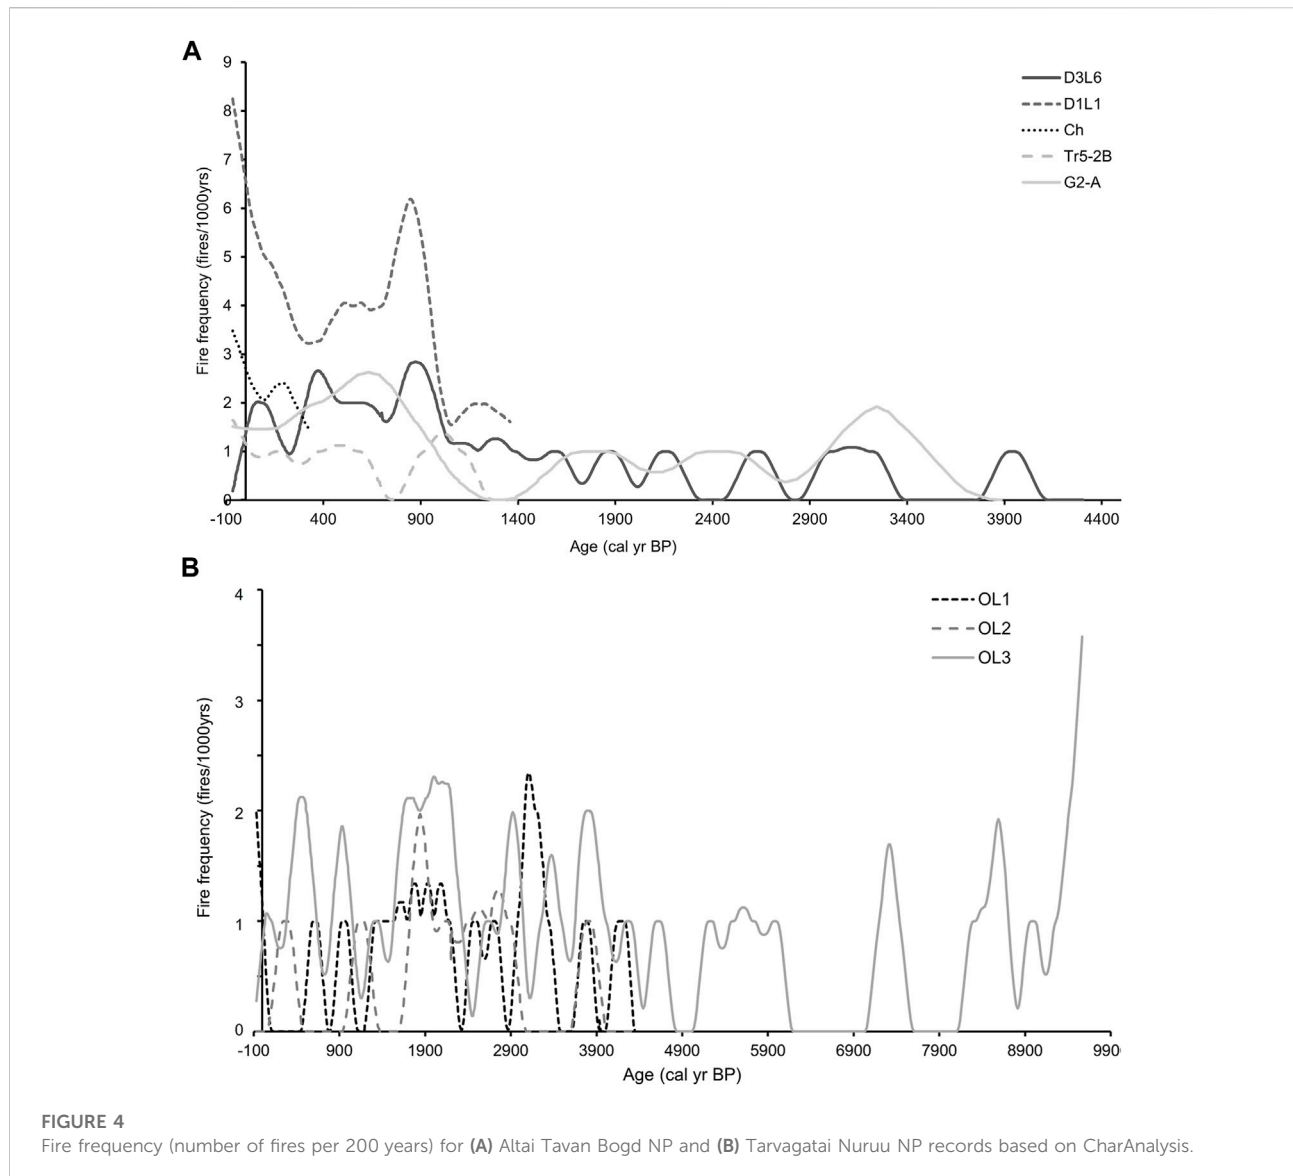 A
9
8
7
6
5
4
3
2
1
0
Fire frequency (fires/1000yrs)
D3L6
D1L1
Ch
Tr5-2B
G2-A
-100 400 900 1400 1900 2400 2900 3400 3900 4400
Age (cal yr BP)
B
4
3
2
1
0
Fire frequency (fires/1000yrs)
OL1
OL2
OL3
-100 900 1900 2900 3900 4900 5900 6900 7900 8900 990
Age (cal yr BP)
FIGURE 4
Fire frequency (number of fires per 200 years) for (A) Altai Tavan Bogd NP and (B) Tarvagatai Nuruu NP records based on CharAnalysis.